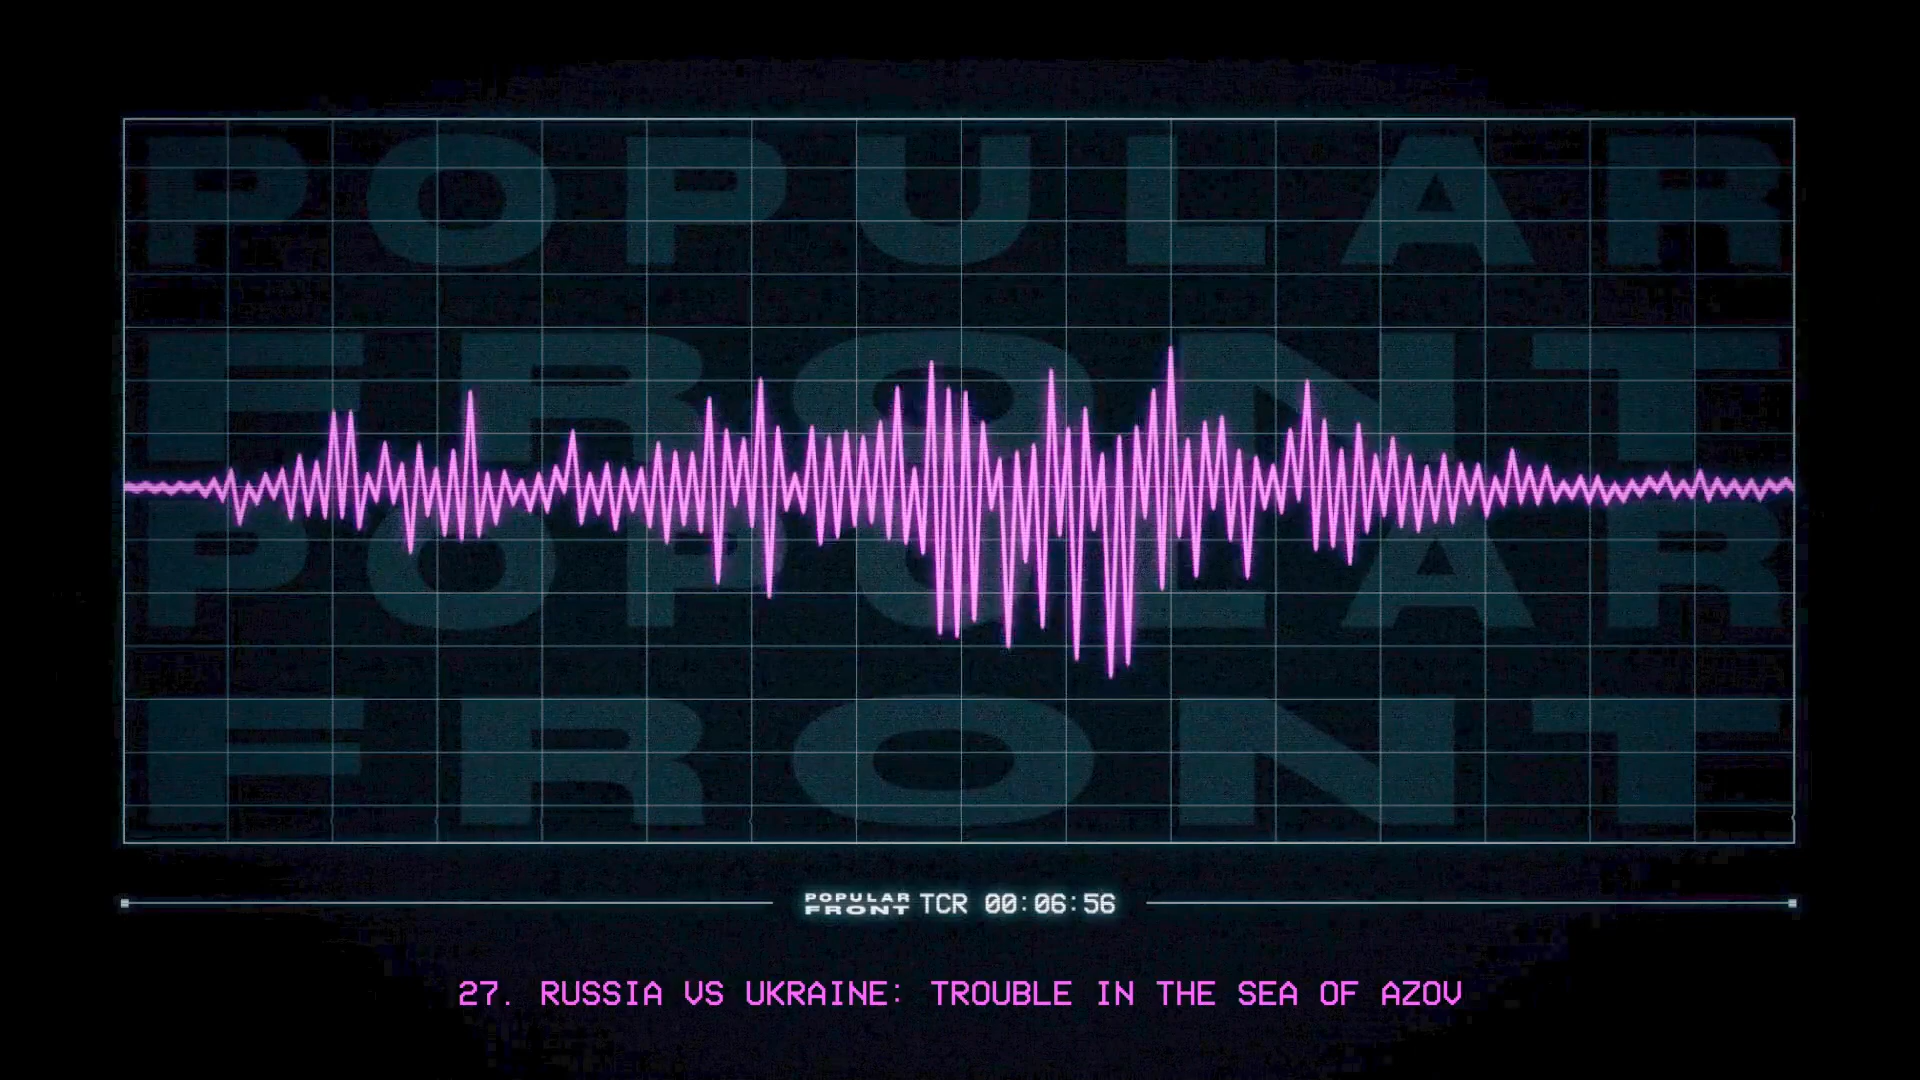 POPULAR
FRONT
POPULAR
FRONT
POPULAR
FRONT
TCR 00:06:56
27. RUSSIA VS UKRAINE: TROUBLE IN THE SEA OF AZOV